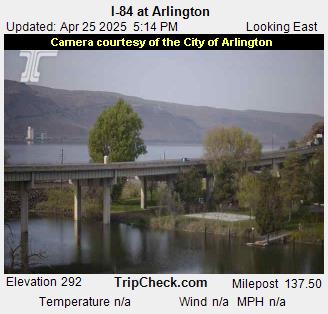 I-84 at Arlington
Updated: Apr 25 2025 5:14 PM Looking East
Camera courtesy of the City of Arlington
Elevation 292 TripCheck.com Milepost 137.50
Temperature n/a Wind n/a MPH n/a